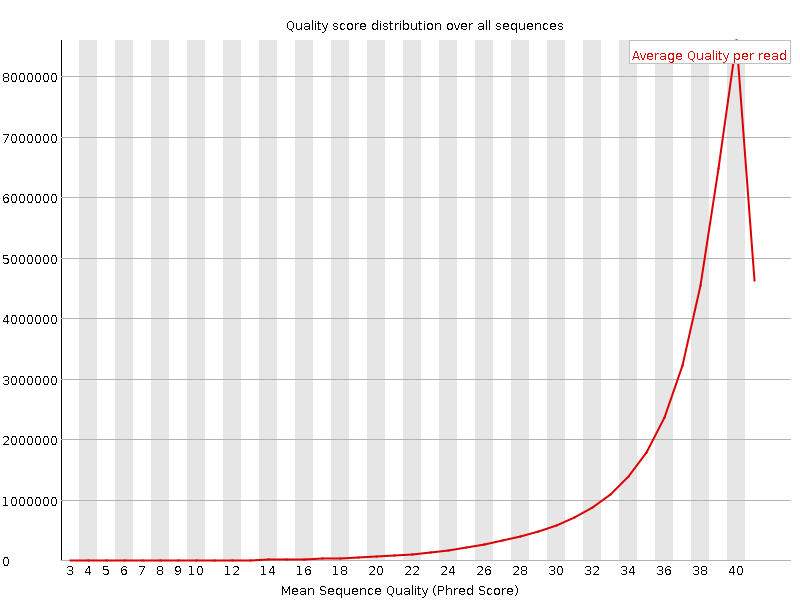 Quality score distribution over all sequences
Average Quality per read
8000000
7000000
6000000
5000000
4000000
3000000
2000000
1000000
0
3 4 5 6 7 8 9 10 12 14 16 18 20 22 24 26 28 30 32 34 36 38 40
Mean Sequence Quality (Phred Score)